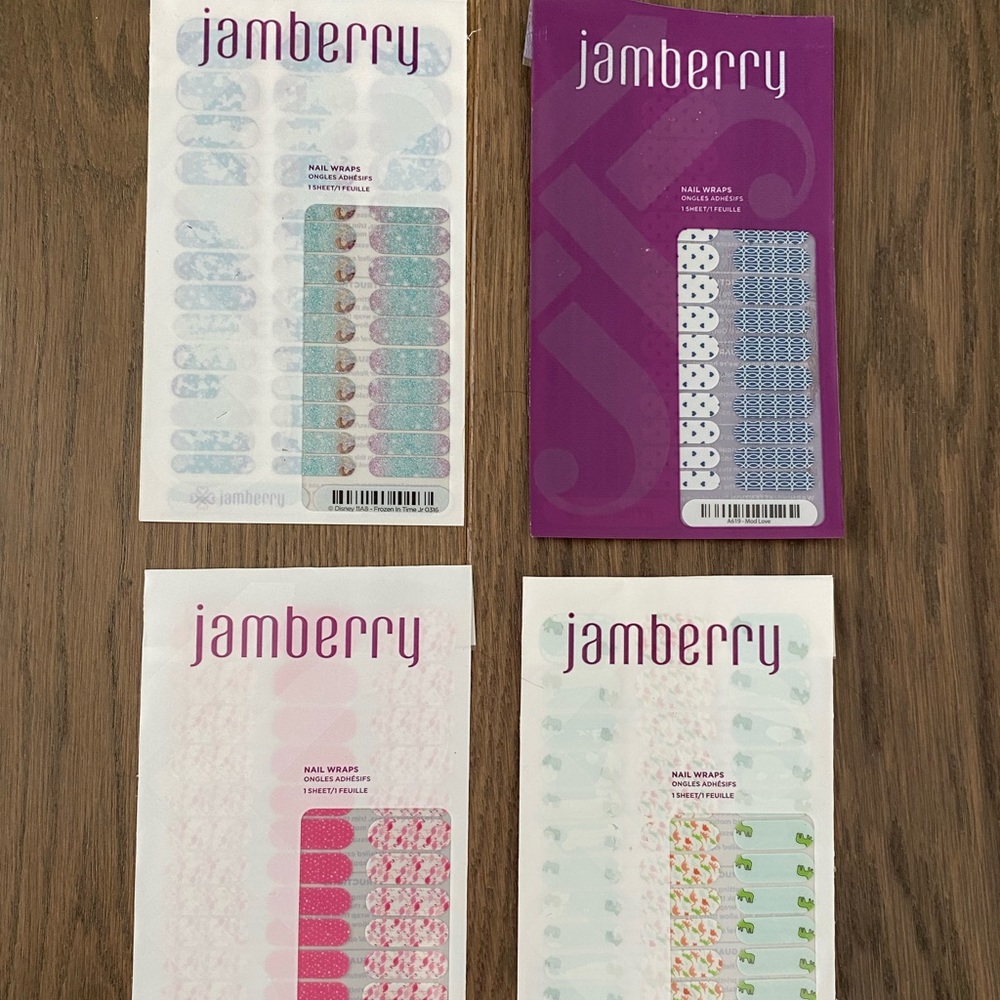 jamberry
NAIL WRAPS
ONGLES ADHÉSIFS
1 SHEET/1 FEUILLE
jamberry
© Disney 11A8 - Frozen In Time Jr 0316
jamberry
NAIL WRAPS
ONGLES ADHÉSIFS
1 SHEET/1 FEUILLE
A619 - Mod Love
jamberry
NAIL WRAPS
ONGLES ADHÉSIFS
1 SHEET/1 FEUILLE
jamberry
NAIL WRAPS
ONGLES ADHÉSIFS
1 SHEET/1 FEUILLE